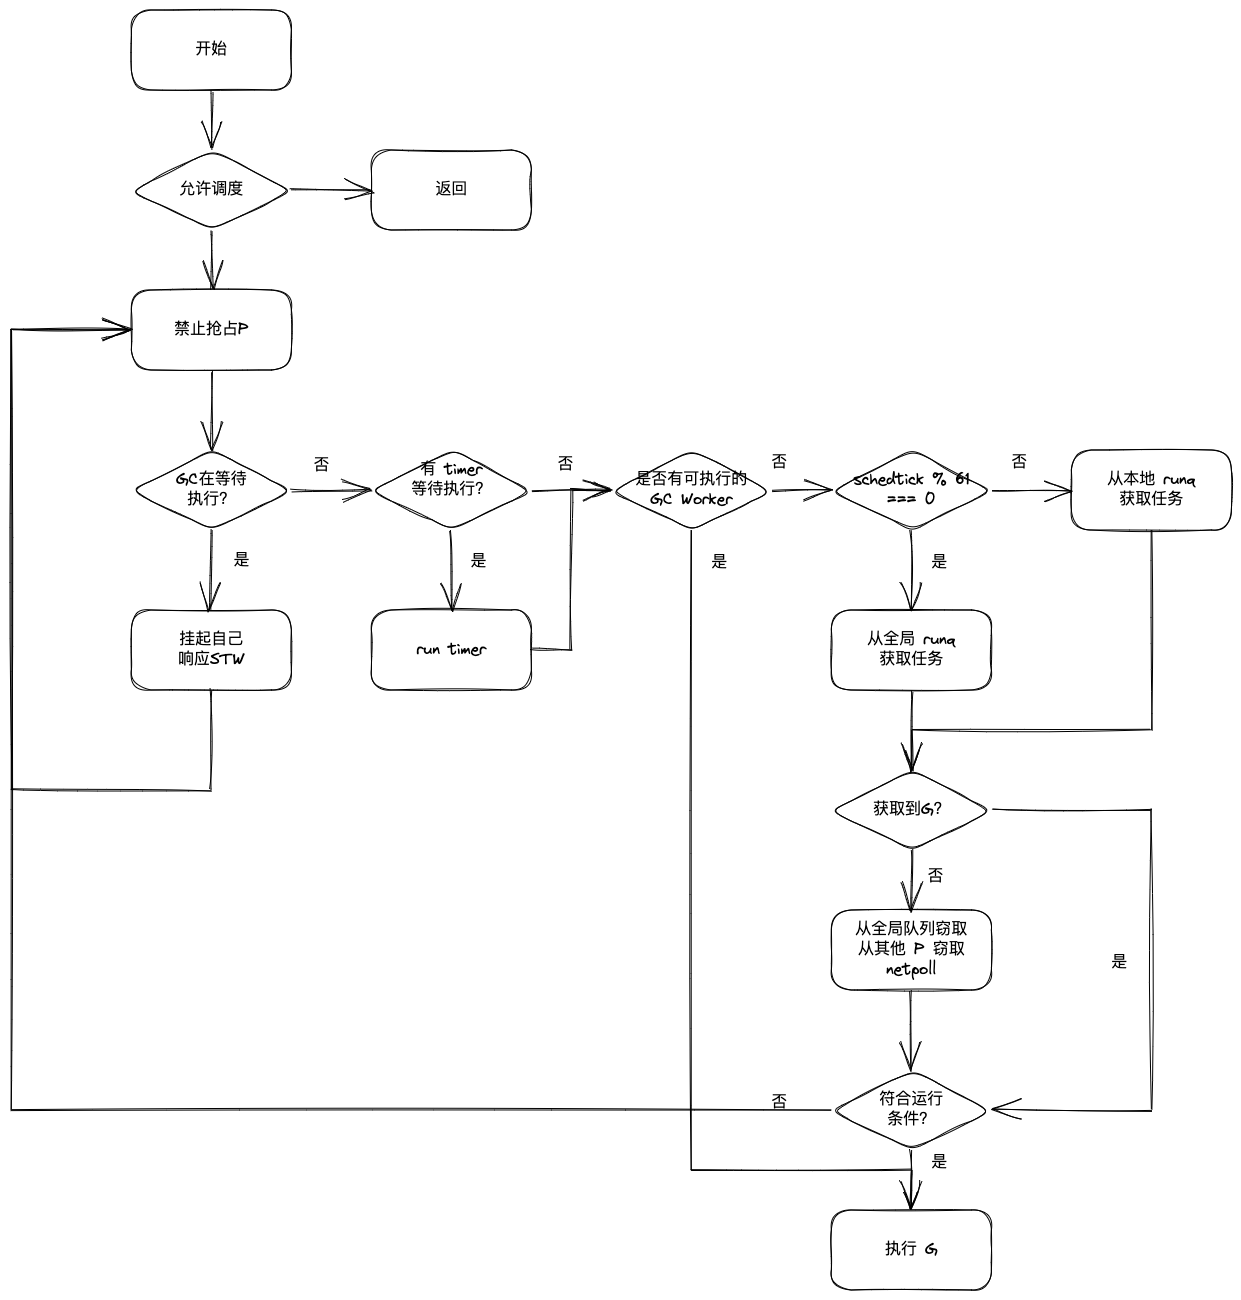 开始
允许调度
返回
禁止抢占P
GC在等待
执行?
否
有 timer
等待执行?
否
是否有可执行的
GC Worker
否
schedtick % 61
=== 0
否
从本地 runq
获取任务
是
是
是
是
挂起自己
响应STW
run timer
从全局 runq
获取任务
获取到G?
否
从全局队列窃取
从其他 P 窃取
netpoll
是
符合运行
条件?
否
是
执行 G